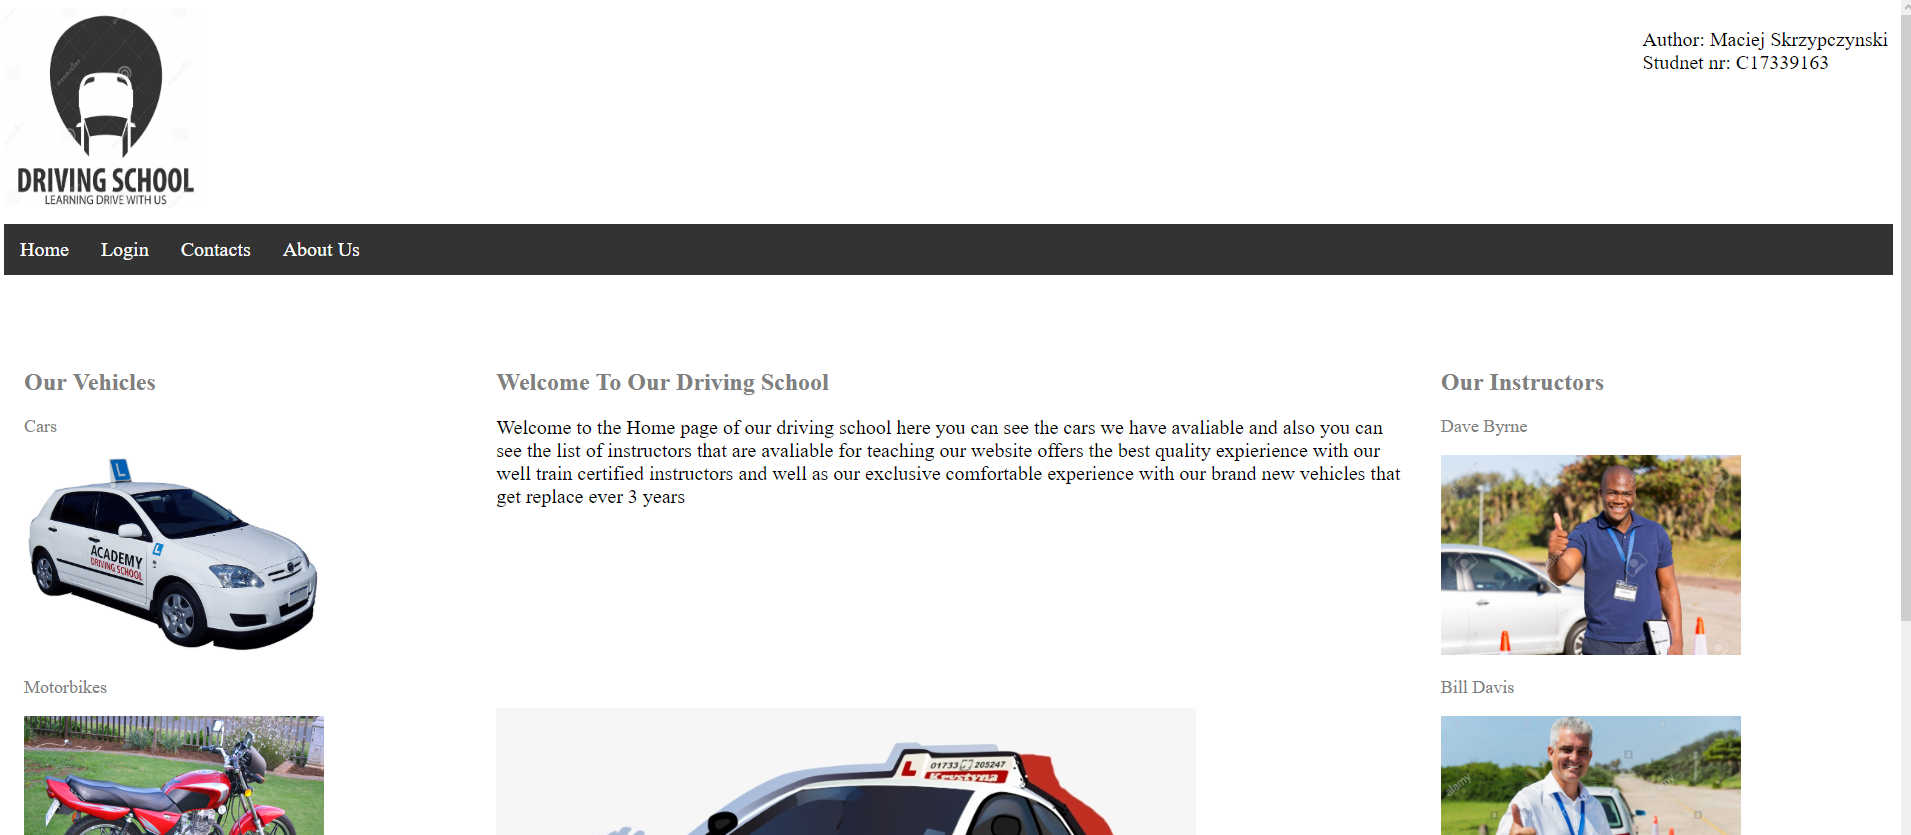 DRIVING SCHOOL
LEARNING DRIVE WITH US
Author: Maciej Skrzypczynski
Studnet nr: C17339163
Home Login Contacts About Us
Our Vehicles
Cars
L
ACADEMY
DRIVING SCHOOL
L
Motorbikes
Welcome To Our Driving School
Welcome to the Home page of our driving school here you can see the cars we have avaliable and also you can
see the list of instructors that are avaliable for teaching our website offers the best quality expierience with our
well train certified instructors and well as our exclusive comfortable experience with our brand new vehicles that
get replace ever 3 years
L 01733 205247
Krystyna
Our Instructors
Dave Byrne
Bill Davis
alamy